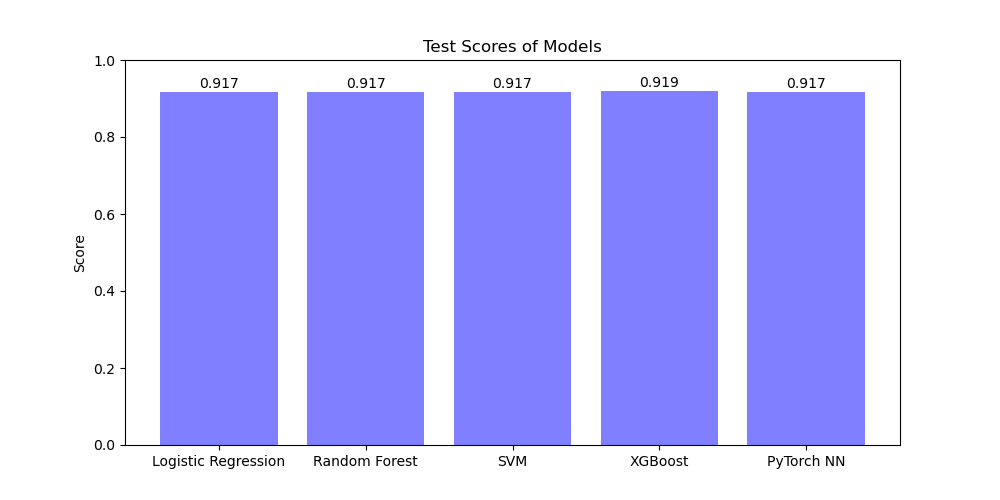 Test Scores of Models
1.0
0.8
0.6
0.4
0.2
0.0
Score
0.917
0.917
0.917
0.919
0.917
Logistic Regression
Random Forest
SVM
XGBoost
PyTorch NN